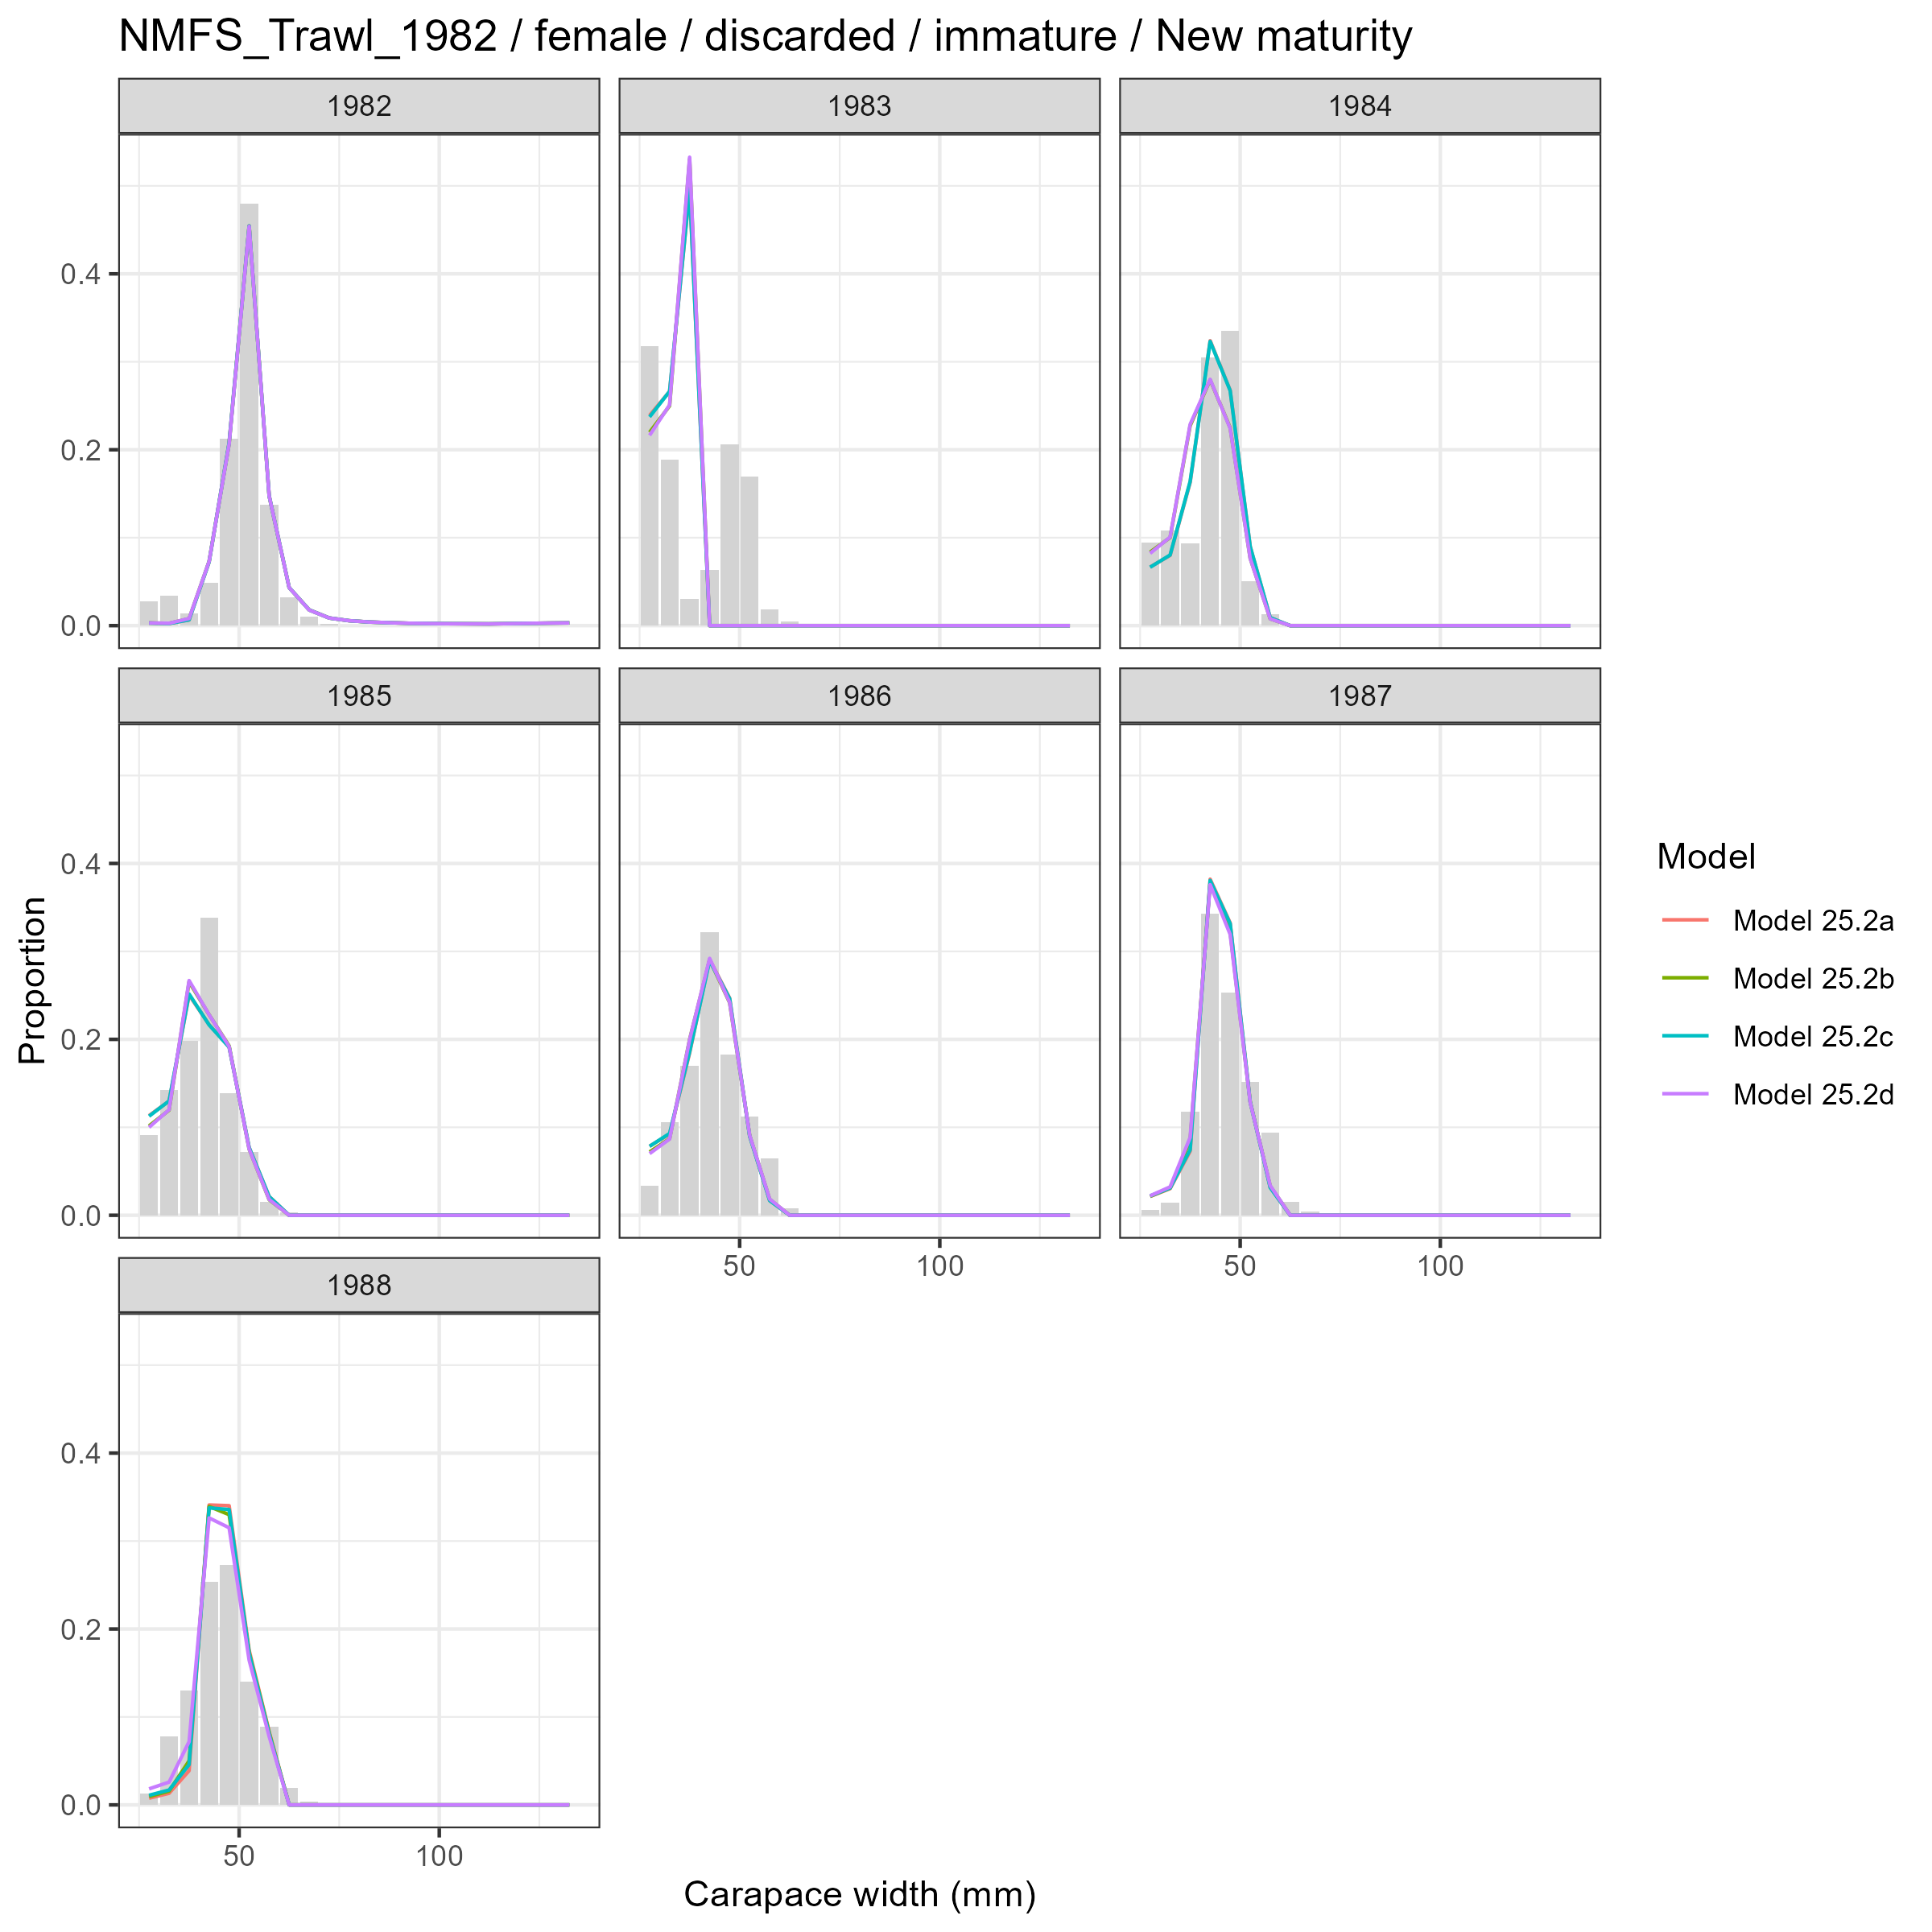 NMFS_Trawl_1982 / female / discarded / immature / New maturity
1982
1983
1984
0.4
0.2
0.0
1985
1986
1987
0.4
0.2
0.0
50
100
50
100
1988
0.4
0.2
0.0
50
100
Proportion
Carapace width (mm)
Model
Model 25.2a
Model 25.2b
Model 25.2c
Model 25.2d